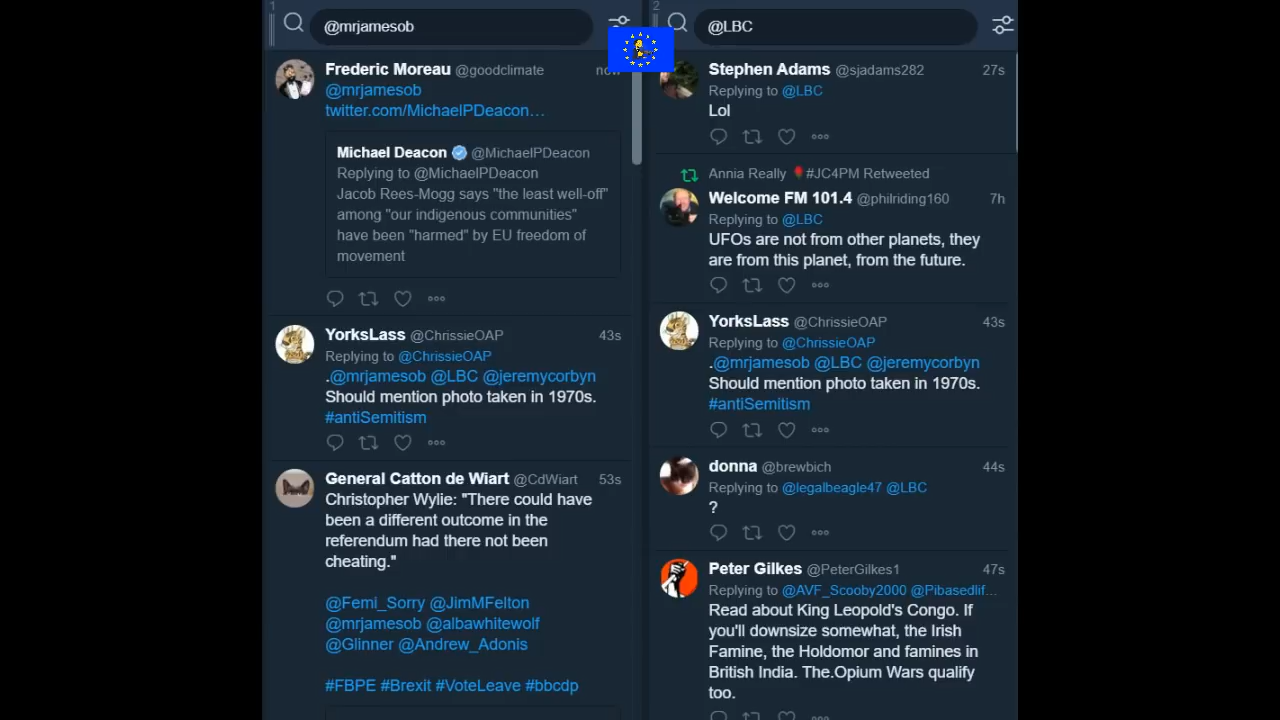 1
@mrjamesob
Frederic Moreau @goodclimate now
@mrjamesob
twitter.com/MichaelPDeacon…
Michael Deacon @MichaelPDeacon
Replying to @MichaelPDeacon
Jacob Rees-Mogg says "the least well-off"
among "our indigenous communities"
have been "harmed" by EU freedom of
movement
YorksLass @ChrissieOAP 43s
Replying to @ChrissieOAP
.@mrjamesob @LBC @jeremycorbyn
Should mention photo taken in 1970s.
#antiSemitism
General Catton de Wiart @CdWiart 53s
Christopher Wylie: "There could have
been a different outcome in the
referendum had there not been
cheating."
@Femi_Sorry @JimMFelton
@mrjamesob @albawhitewolf
@Glinner @Andrew_Adonis
#FBPE #Brexit #VoteLeave #bbcdp
2
@LBC
Stephen Adams @sjadams282 27s
Replying to @LBC
Lol
Annia Really #JC4PM Retweeted
Welcome FM 101.4 @philriding160 7h
Replying to @LBC
UFOs are not from other planets, they
are from this planet, from the future.
YorksLass @ChrissieOAP 43s
Replying to @ChrissieOAP
.@mrjamesob @LBC @jeremycorbyn
Should mention photo taken in 1970s.
#antiSemitism
donna @brewbich 44s
Replying to @legalbeagle47 @LBC
?
Peter Gilkes @PeterGilkes1 47s
Replying to @AVF_Scooby2000 @Pibasedlif…
Read about King Leopold's Congo. If
you'll downsize somewhat, the Irish
Famine, the Holdomor and famines in
British India. The.Opium Wars qualify
too.